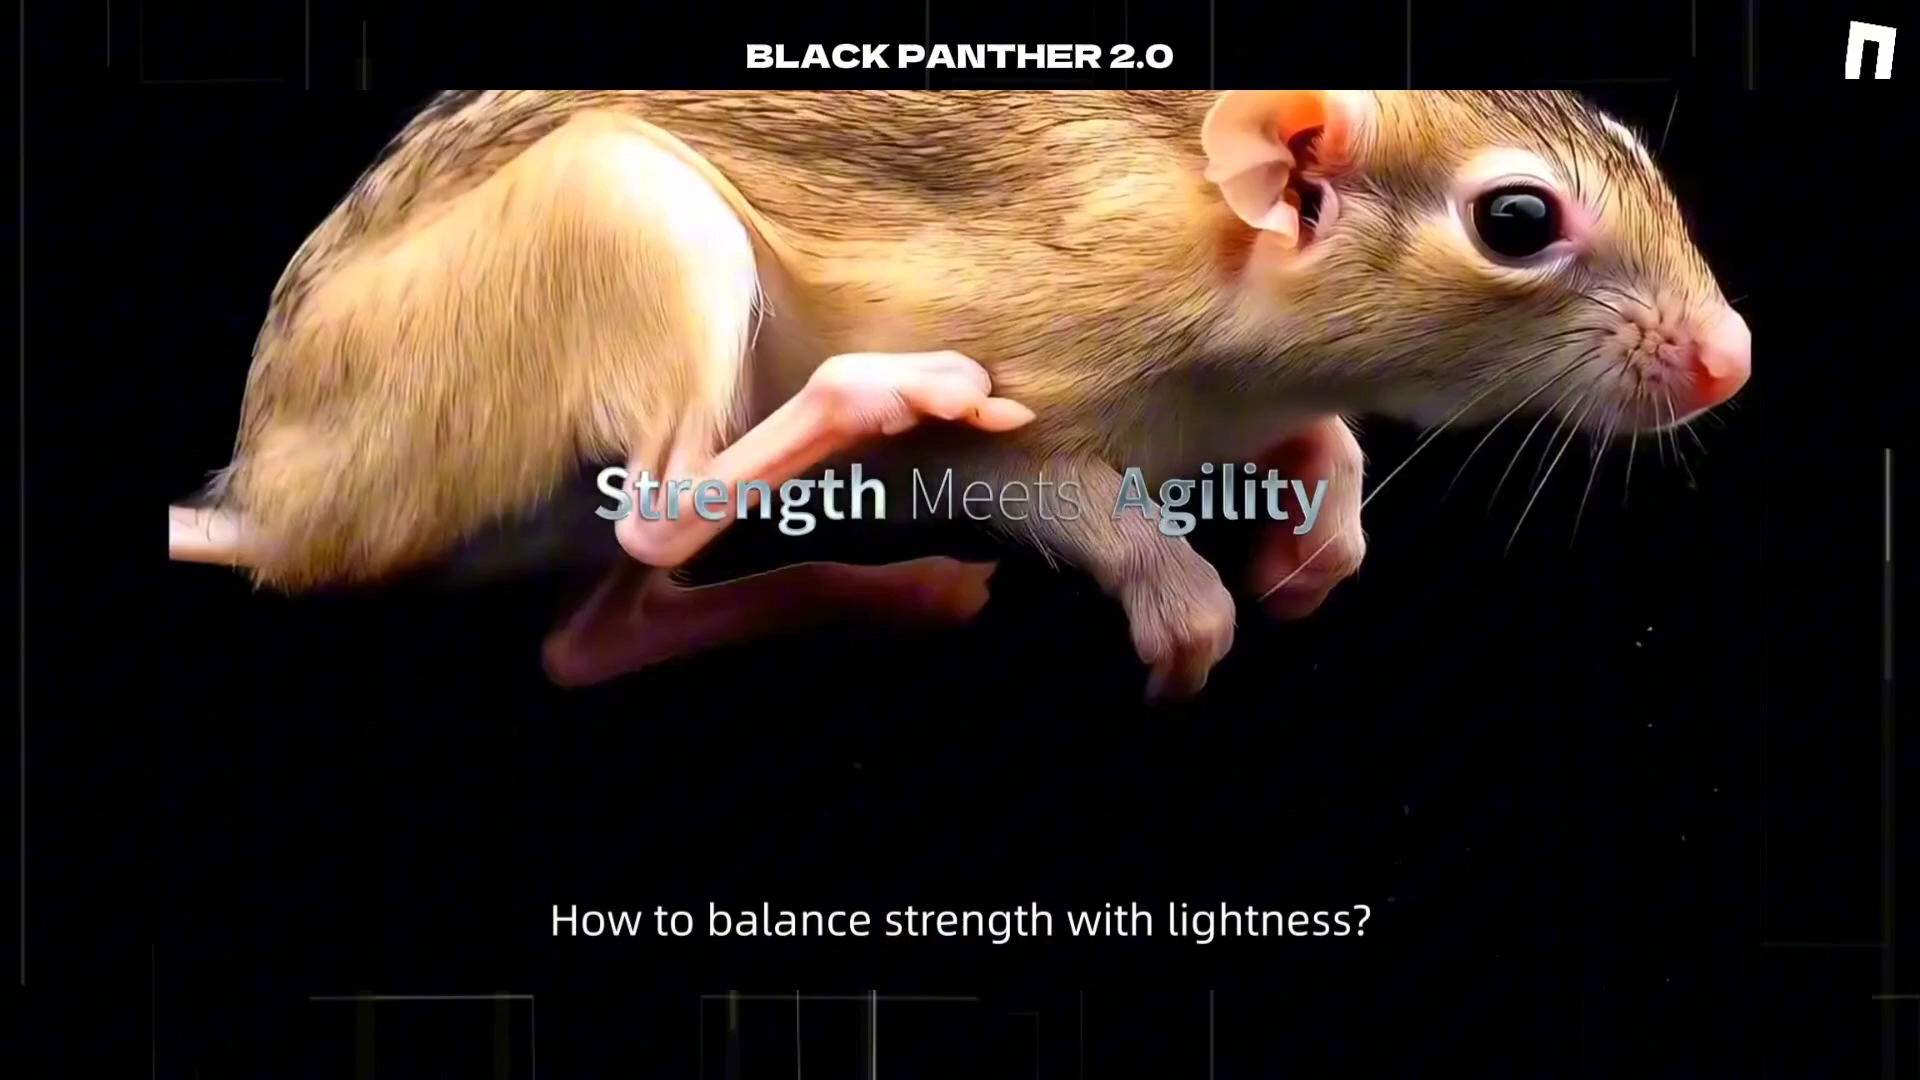 BLACK PANTHER 2.0
Strength Meets Agility
How to balance strength with lightness?